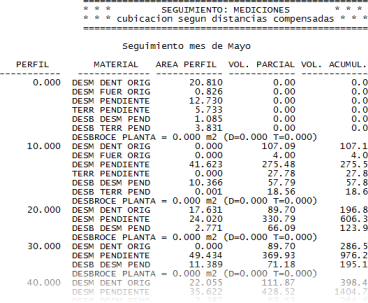 ================================================
* * *          SEGUIMIENTO: MEDICIONES          * * *
* * * cubicacion segun distancias compensadas * * *
================================================
Seguimiento mes de Mayo
PERFIL MATERIAL AREA PERFIL VOL. PARCIAL VOL. ACUMUL.
0.000 DESM DENT ORIG 20.810 0.00 0.0
DESM FUER ORIG 0.826 0.00 0.0
DESM PENDIENTE 12.730 0.00 0.0
TERR PENDIENTE 5.733 0.00 0.0
DESB DESM PEND 1.085 0.00 0.0
DESB TERR PEND 3.831 0.00 0.0
DESBROCE PLANTA = 0.000 m2 (D=0.000 T=0.000)
10.000 DESM DENT ORIG 0.000 107.09 107.1
DESM FUER ORIG 0.000 4.00 4.0
DESM PENDIENTE 41.623 275.48 275.5
TERR PENDIENTE 0.000 27.78 27.8
DESB DESM PEND 10.366 57.79 57.8
DESB TERR PEND 0.001 18.56 18.6
DESBROCE PLANTA = 0.000 m2 (D=0.000 T=0.000)
20.000 DESM DENT ORIG 17.631 89.70 196.8
DESM PENDIENTE 24.020 330.79 606.3
DESB DESM PEND 2.771 66.09 123.9
DESBROCE PLANTA = 0.000 m2 (D=0.000 T=0.000)
30.000 DESM DENT ORIG 0.000 89.70 286.5
DESM PENDIENTE 49.434 369.93 976.2
DESB DESM PEND 11.389 71.18 195.1
DESBROCE PLANTA = 0.000 m2 (D=0.000 T=0.000)
40.000 DESM DENT ORIG 22.055 111.87 398.4
DESM PENDIENTE 35.622 428.52 1404.7